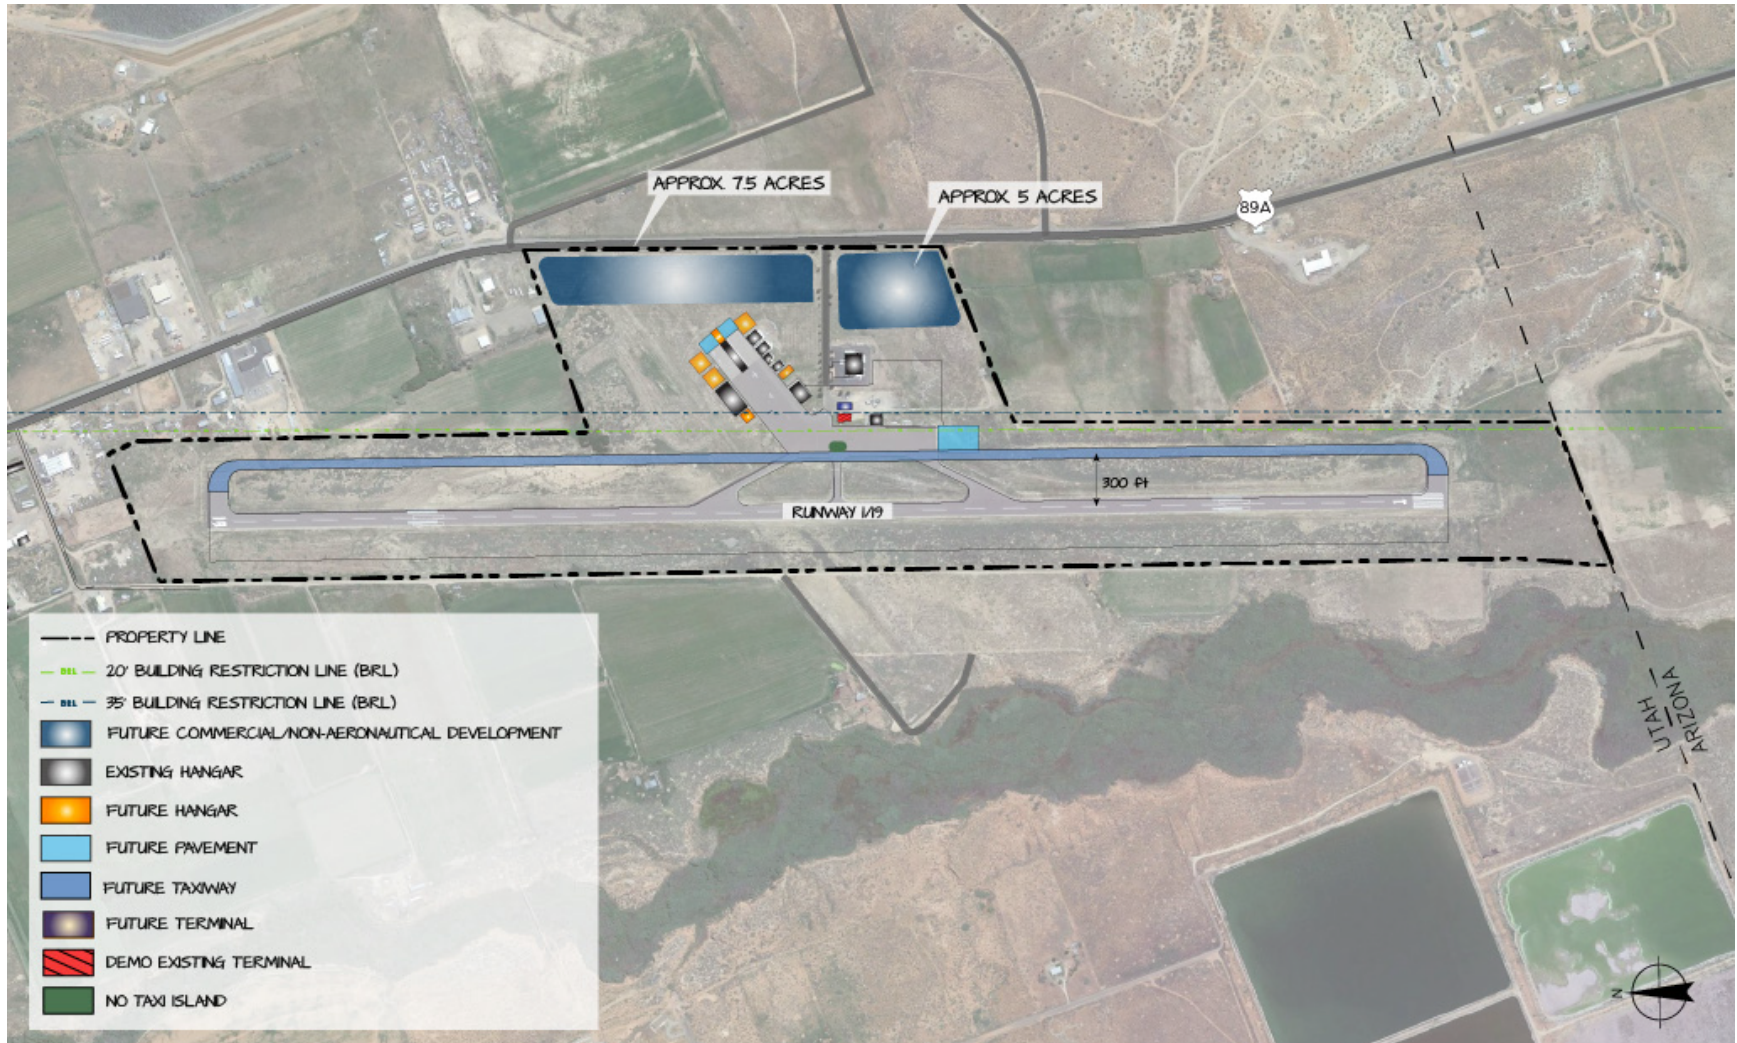 APPROX. 7.5 ACRES
APPROX. 5 ACRES
89A
300 ft
RUNWAY 1/19
PROPERTY LINE
BRL
20' BUILDING RESTRICTION LINE (BRL)
BRL
35' BUILDING RESTRICTION LINE (BRL)
FUTURE COMMERCIAL/NON-AERONAUTICAL DEVELOPMENT
EXISTING HANGAR
FUTURE HANGAR
FUTURE PAVEMENT
FUTURE TAXIWAY
FUTURE TERMINAL
DEMO EXISTING TERMINAL
NO TAXI ISLAND
UTAH
ARIZONA
N